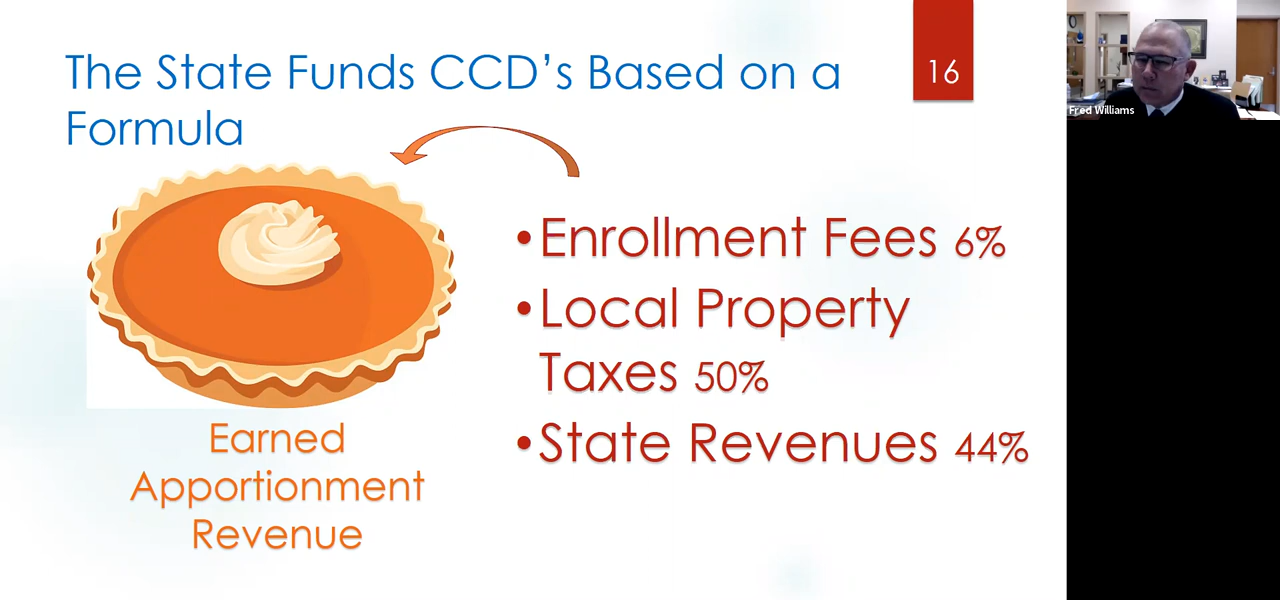 The State Funds CCD’s Based on a
Formula
16
•Enrollment Fees 6%
•Local Property
Taxes 50%
•State Revenues 44%
Earned
Apportionment
Revenue
Fred Williams